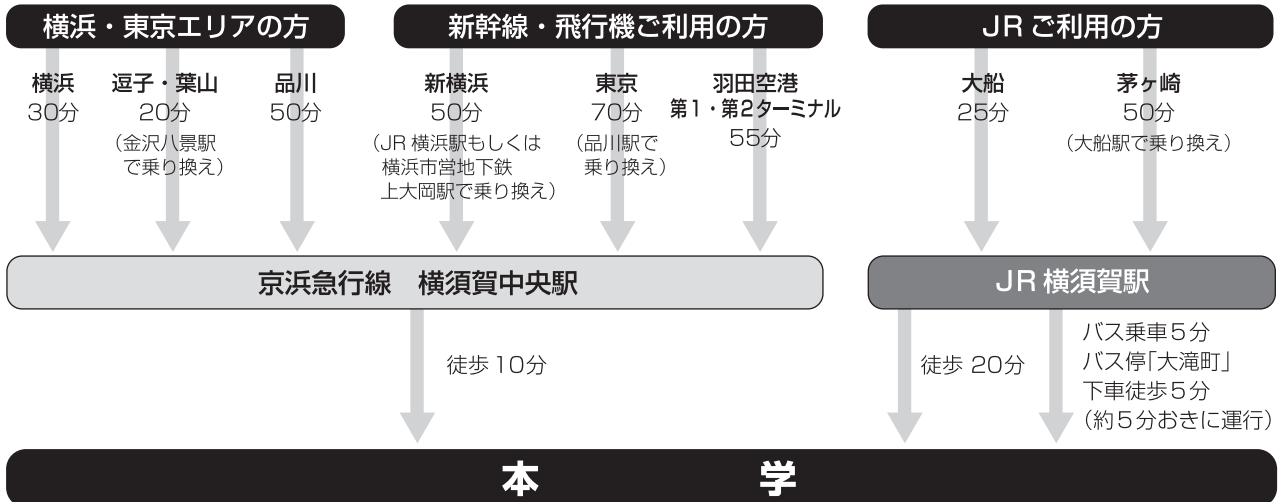 横浜・東京エリアの方
横浜
30分
逗子・葉山
20分
(金沢八景駅
で乗り換え)
品川
50分
新幹線・飛行機ご利用の方
新横浜
50分
(JR 横浜駅もしくは
横浜市営地下鉄
上大岡駅で乗り換え)
東京
70分
(品川駅で
乗り換え)
羽田空港
第1・第2ターミナル
55分
JRご利用の方
大船
25分
茅ヶ崎
50分
(大船駅で乗り換え)
京浜急行線 横須賀中央駅
JR 横須賀駅
徒歩10分
徒歩 20分
バス乗車5分
バス停「大滝町」
下車徒歩5分
(約5分おきに運行)
本 学